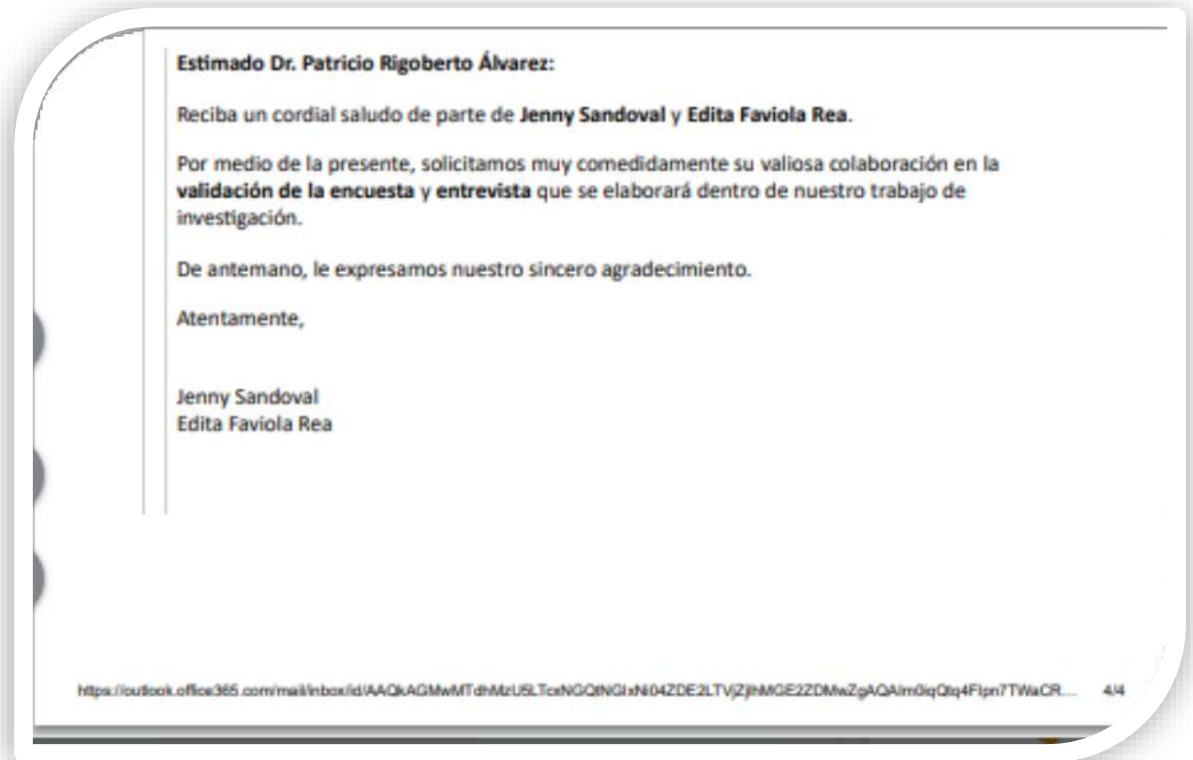 Estimado Dr. Patricio Rigoberto Álvarez:
Reciba un cordial saludo de parte de Jenny Sandoval y Edita Faviola Rea.
Por medio de la presente, solicitamos muy comedidamente su valiosa colaboración en la
validación de la encuesta y entrevista que se elaborará dentro de nuestro trabajo de
investigación.
De antemano, le expresamos nuestro sincero agradecimiento.
Atentamente,
Jenny Sandoval
Edita Faviola Rea
4/4